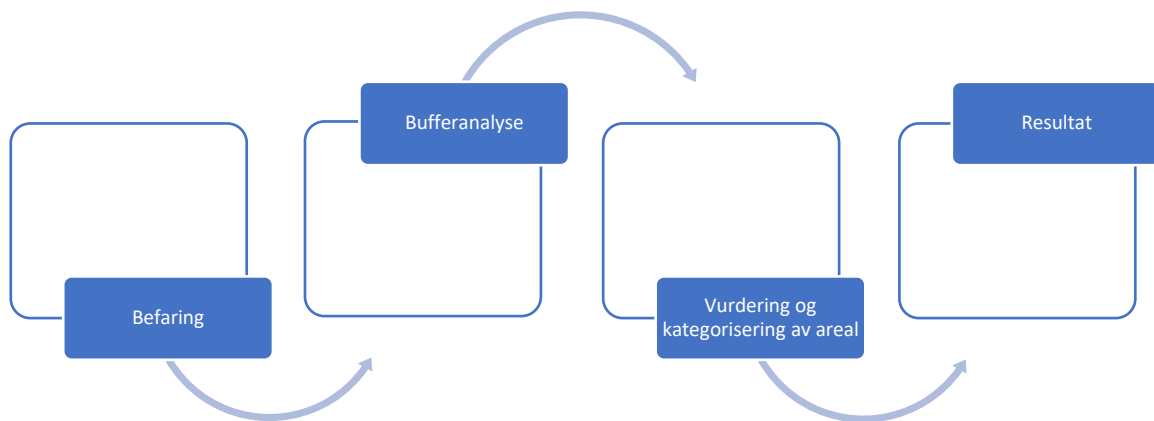 Befaring
Bufferanalyse
Vurdering og
kategorisering av areal
Resultat